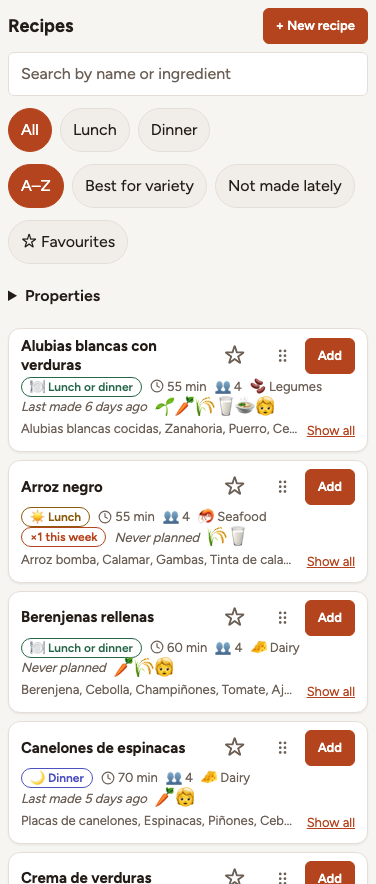 Recipes
+ New recipe
Search by name or ingredient
All Lunch Dinner
A–Z Best for variety Not made lately
Favourites
Properties
Alubias blancas con
verduras
Add
Lunch or dinner 55 min 4 Legumes
Last made 6 days ago
Alubias blancas cocidas, Zanahoria, Puerro, Ce... Show all
Arroz negro Add
Lunch 55 min 4 Seafood
×1 this week Never planned
Arroz bomba, Calamar, Gambas, Tinta de cala... Show all
Berenjenas rellenas Add
Lunch or dinner 60 min 4 Dairy
Never planned
Berenjena, Cebolla, Champiñones, Tomate, Aj... Show all
Canelones de espinacas Add
Dinner 70 min 4 Dairy
Last made 5 days ago
Placas de canelones, Espinacas, Piñones, Ceb... Show all
Crema de verduras Add